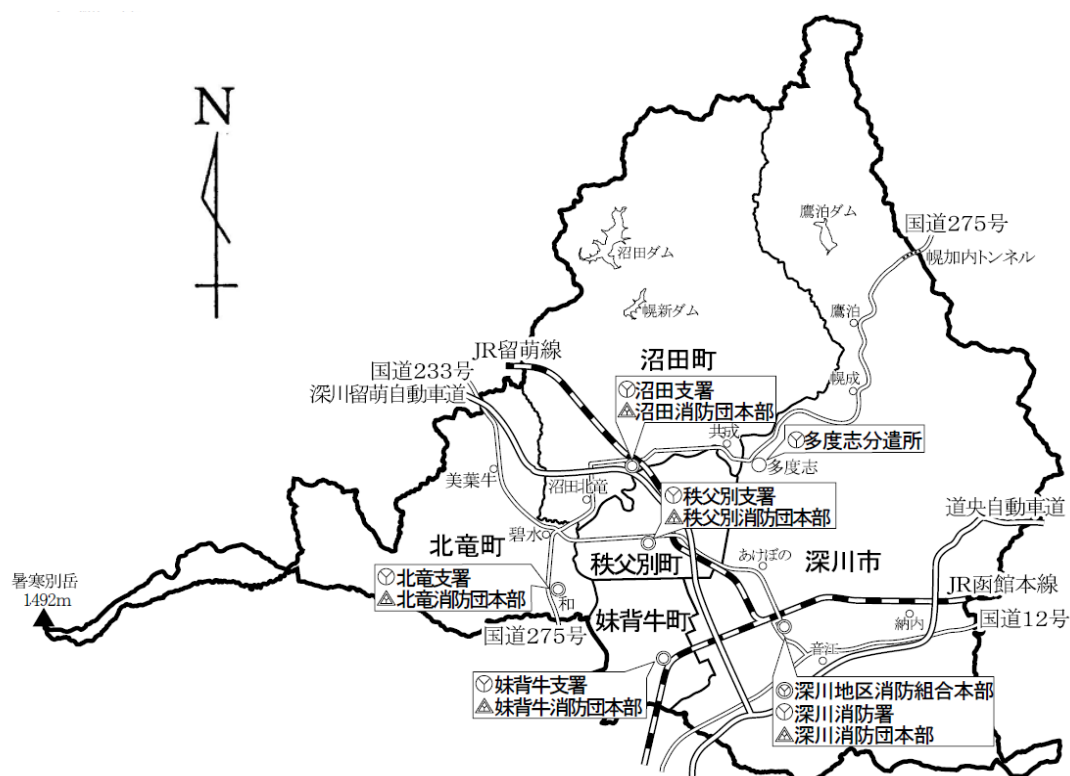 N
鷹泊ダム
国道275号
沼田ダム
幌加内トンネル
幌新ダム
鷹泊
JR留萌線
沼田町
国道233号
幌成
深川留萌自動車道
沼田支署
沼田消防団本部
共成
多度志分遣所
多度志
美葉牛
沼田北竜
秩父別支署
秩父別消防団本部
道央自動車道
碧水
北竜町
あけぼの
秩父別町
深川市
暑寒別岳
1.492m
北竜支署
北竜消防団本部
和
JR函館本線
納内
国道12号
妹背牛町
国道275号
音江
妹背牛支署
妹背牛消防団本部
深川地区消防組合本部
深川消防署
深川消防団本部